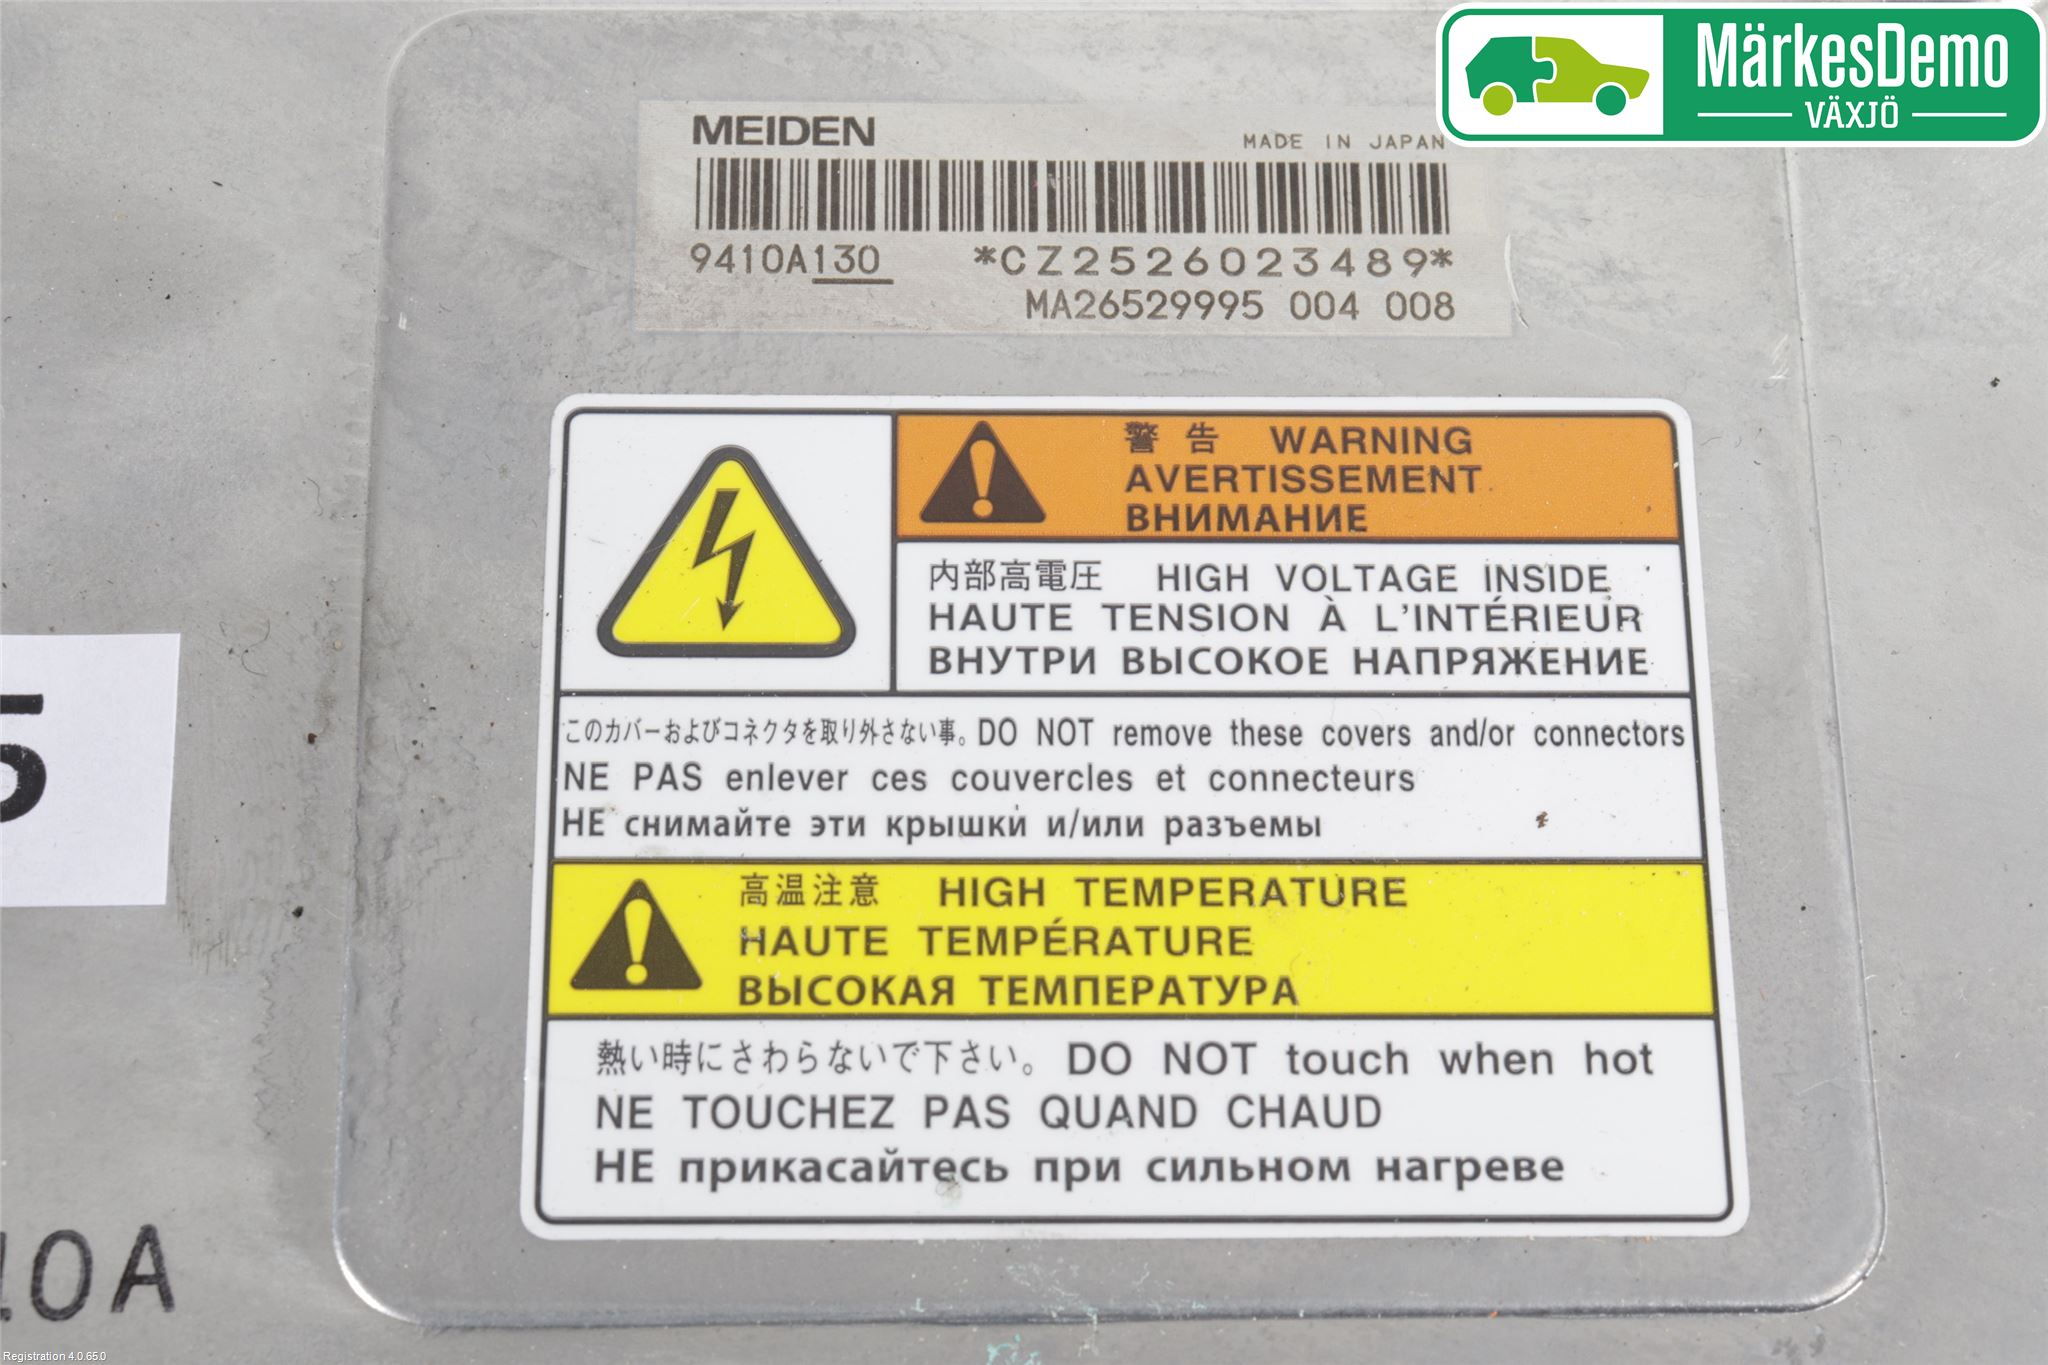 MärkesDemo
VÄXJÖ
MEIDEN
MADE IN JAPAN
9410A130 *CZ2526023489*
MA26529995 004 008
警告 WARNING
AVERTISSEMENT
ВНИМАНИЕ
内部高電圧 HIGH VOLTAGE INSIDE
HAUTE TENSION À L'INTÉRIEUR
ВНУТРИ ВЫСОКОЕ НАПРЯЖЕНИЕ
このカバーおよびコネクタを取り外さない事。DO NOT remove these covers and/or connectors
NE PAS enlever ces couvercles et connecteurs
НЕ снимайте эти крышки и/или разъемы
高温注意 HIGH TEMPERATURE
HAUTE TEMPÉRATURE
ВЫСОКАЯ ТЕМПЕРАТУРА
熱い時にさわらないで下さい。DO NOT touch when hot
NE TOUCHEZ PAS QUAND CHAUD
НЕ прикасайтесь при сильном нагреве
5
10A
Registration 4.0.65.0